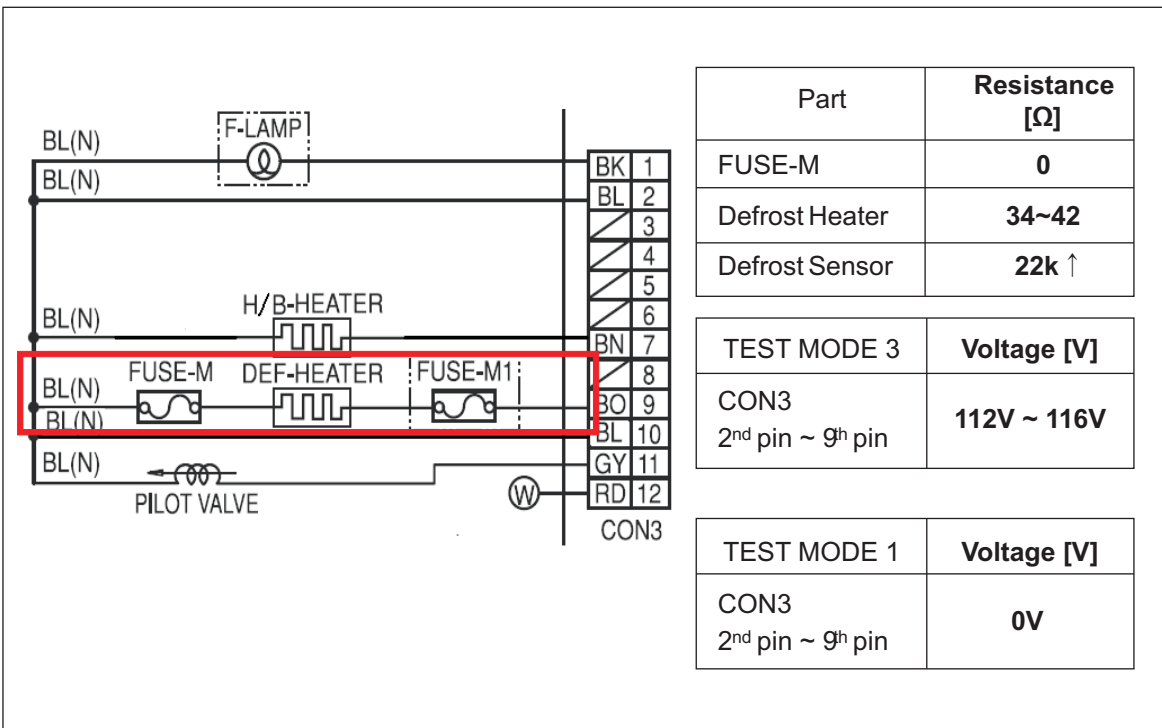 BL(N)
F-LAMP
BK 1
BL(N)
BL 2
3
4
5
6
H/B-HEATER
BL(N)
BN 7
8
FUSE-M DEF-HEATER FUSE-M1
BL(N)
BO 9
BL(N)
BL 10
BL(N)
GY 11
PILOT VALVE
W
RD 12
CON3
Part Resistance [Ω]
FUSE-M 0
Defrost Heater 34~42
Defrost Sensor 22k ↑
TEST MODE 3 Voltage [V]
CON3
2nd pin ~ 9th pin 112V ~ 116V
TEST MODE 1 Voltage [V]
CON3
2nd pin ~ 9th pin 0V